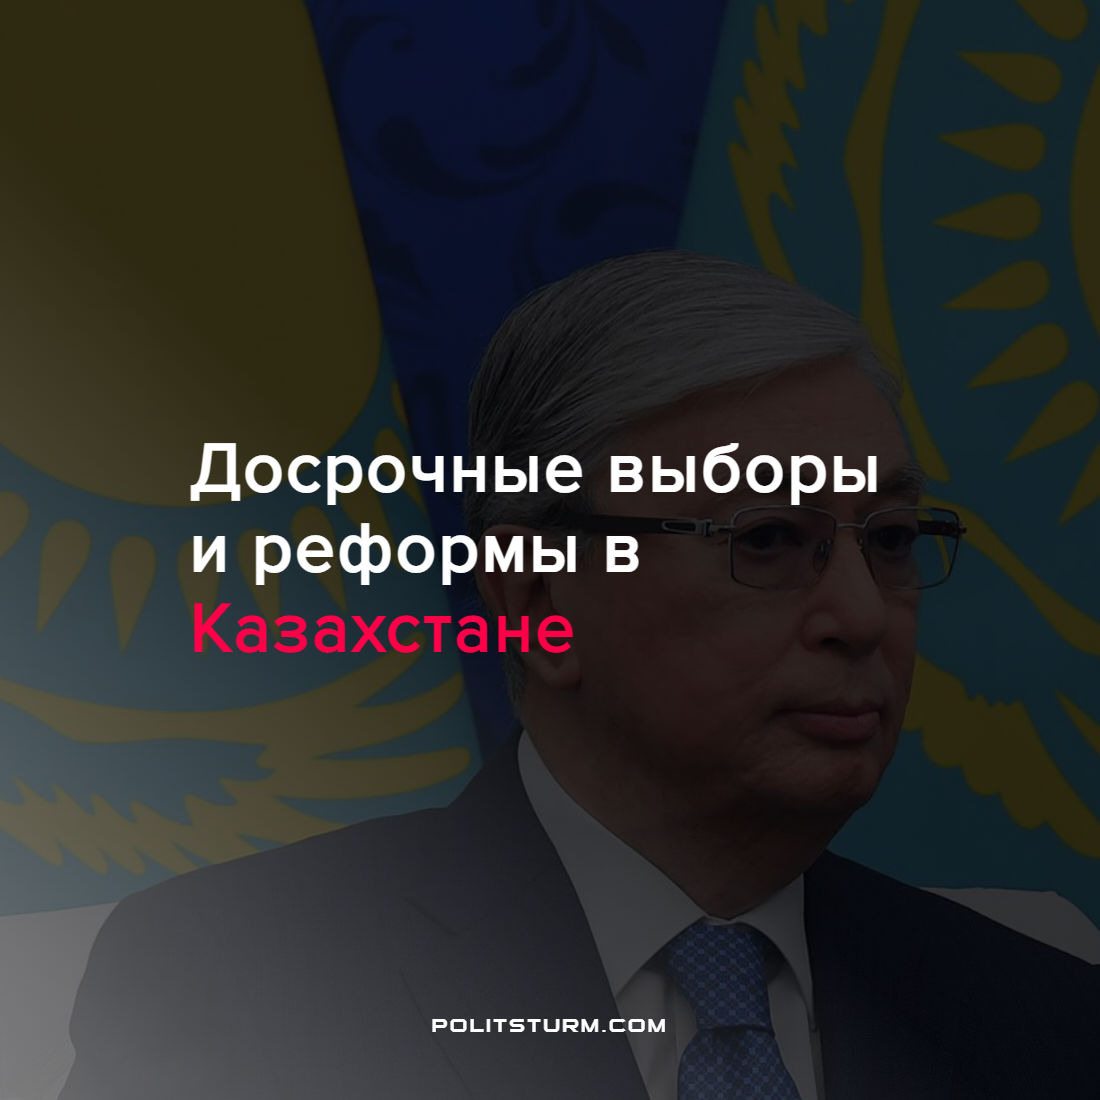 Досрочные выборы
и реформы в
Казахстане
POLITSTURM.COM